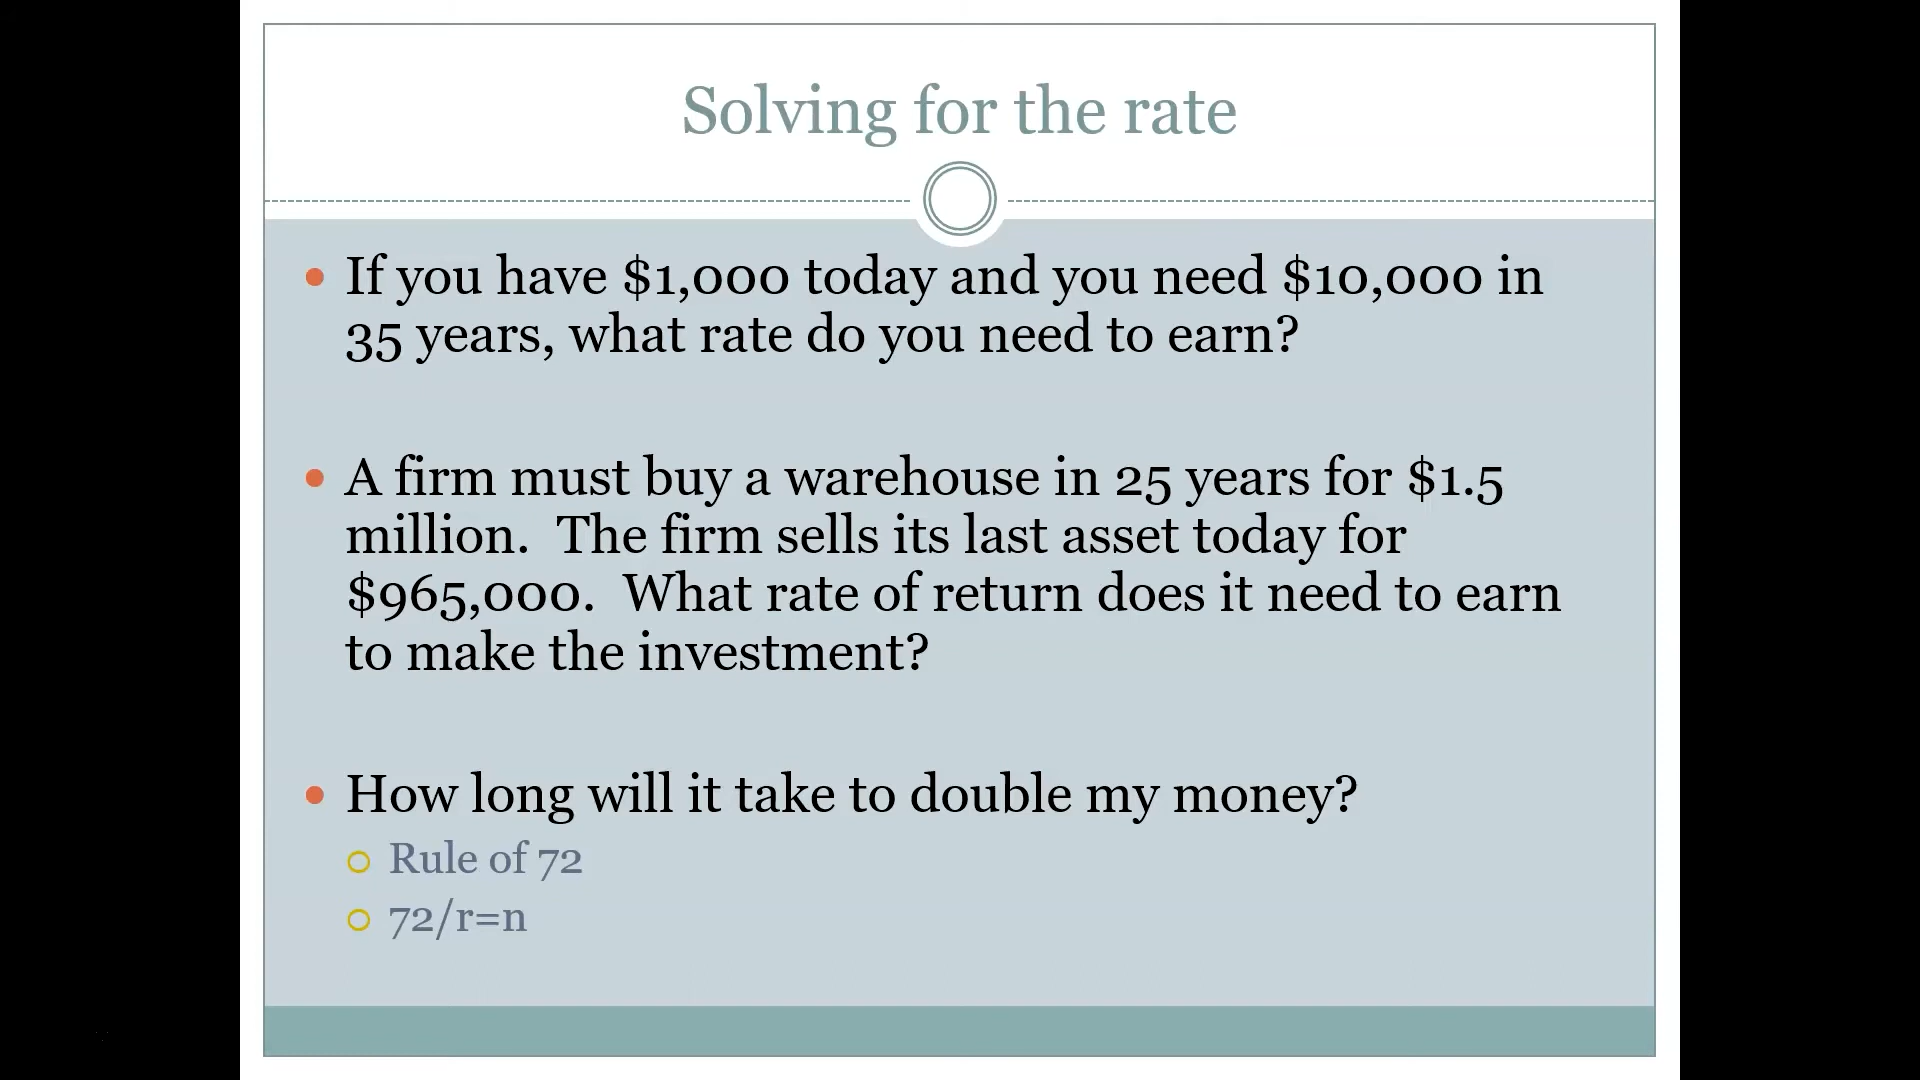 Solving for the rate
If you have $1,000 today and you need $10,000 in
35 years, what rate do you need to earn?
A firm must buy a warehouse in 25 years for $1.5
million.  The firm sells its last asset today for
$965,000.  What rate of return does it need to earn
to make the investment?
How long will it take to double my money?
Rule of 72
72/r=n